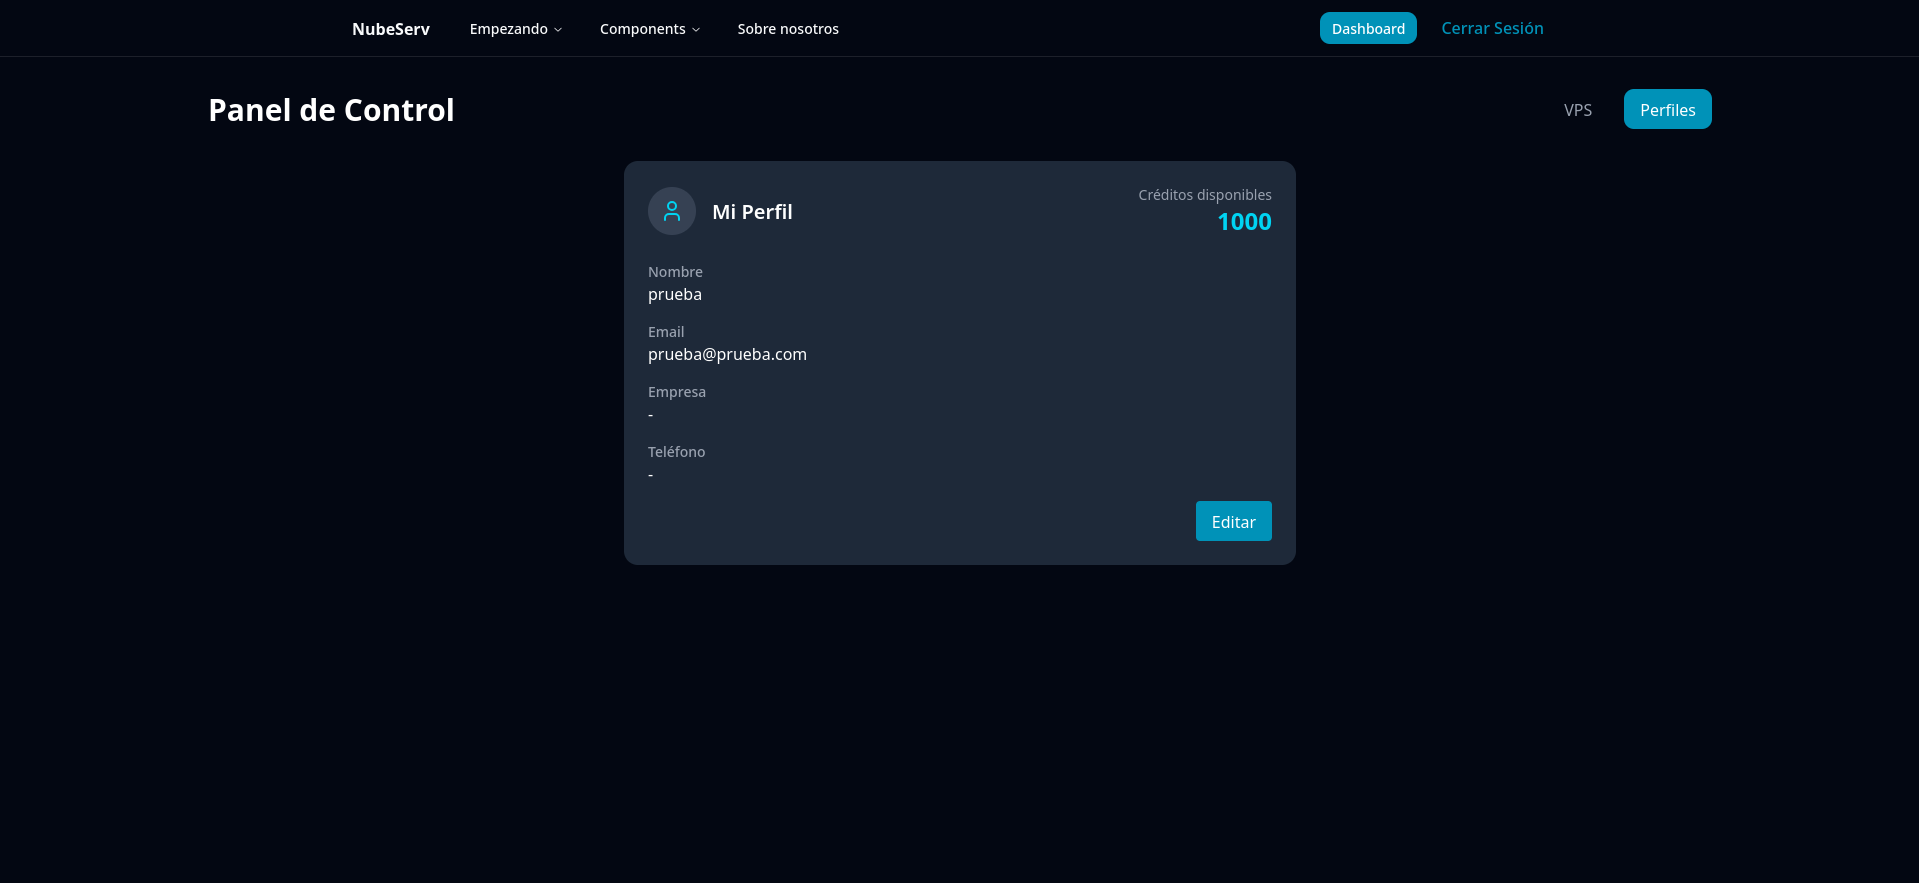 NubeServ Empezando Components Sobre nosotros Dashboard Cerrar Sesión
Panel de Control VPS Perfiles
Mi Perfil
Créditos disponibles
1000
Nombre
prueba
Email
prueba@prueba.com
Empresa
-
Teléfono
-
Editar